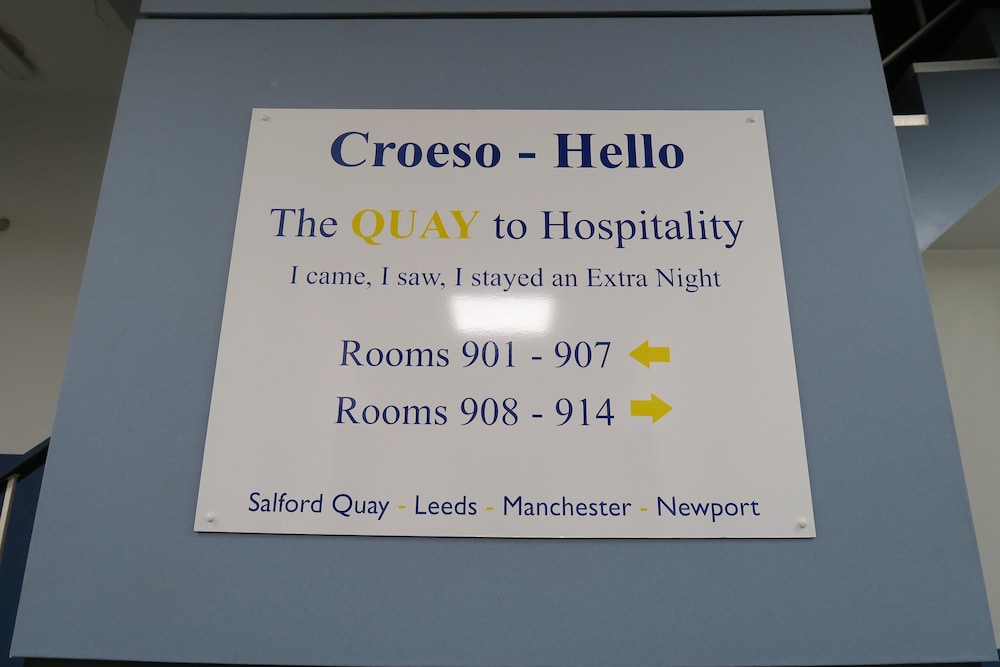 Croeso - Hello
The QUAY to Hospitality
I came, I saw, I stayed an Extra Night
Rooms 901 - 907
Rooms 908 - 914
Salford Quay - Leeds - Manchester - Newport